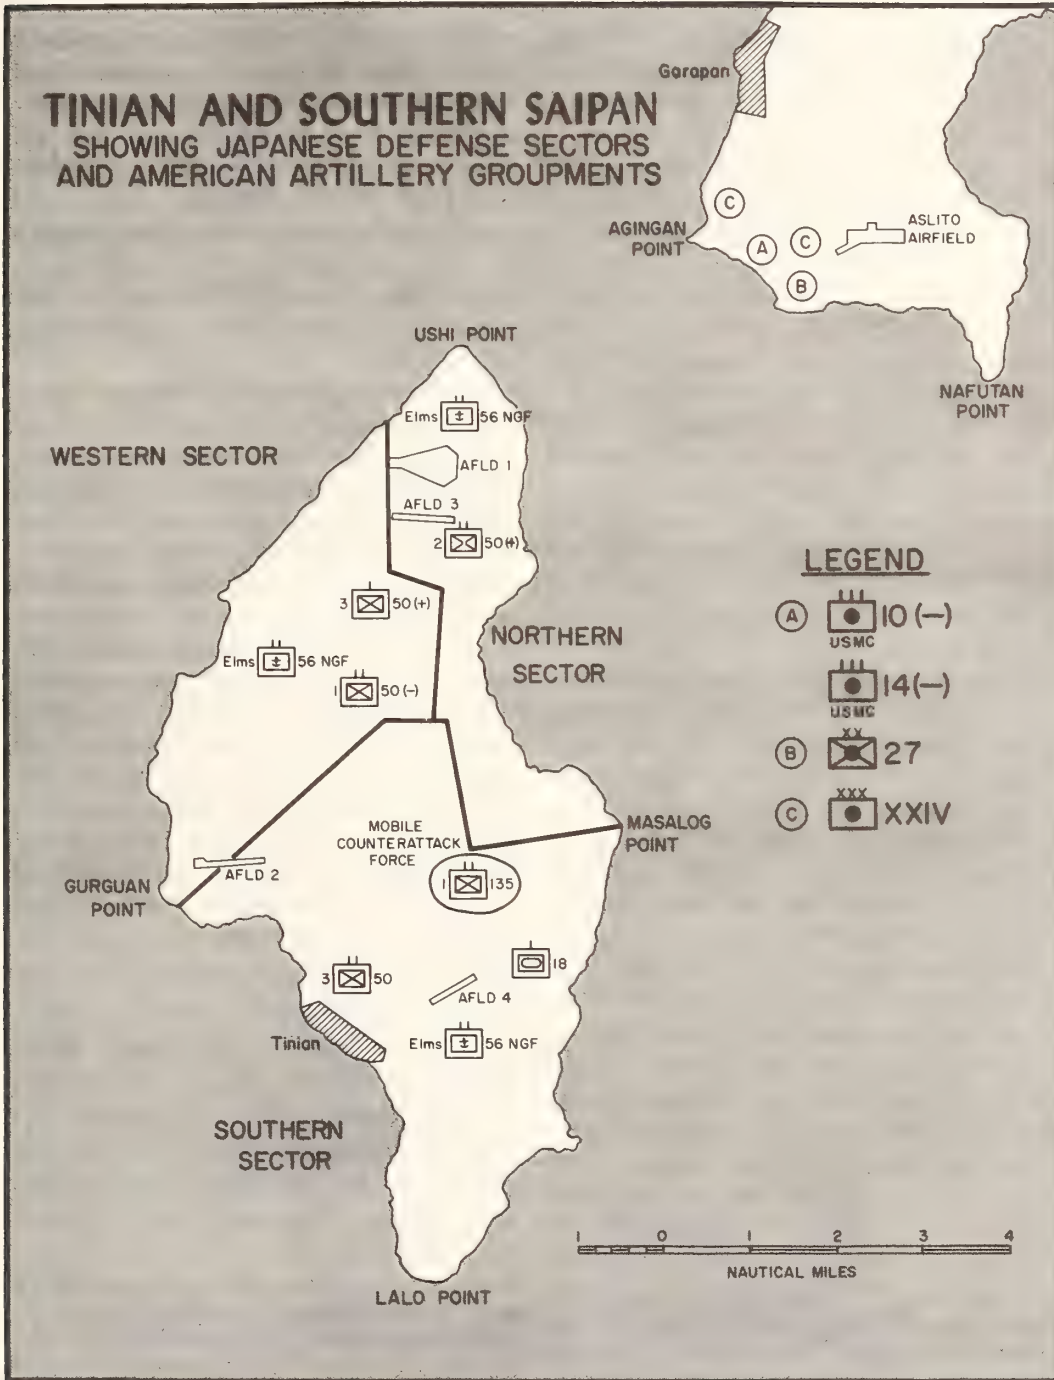 TINIAN AND SOUTHERN SAIPAN
SHOWING JAPANESE DEFENSE SECTORS
AND AMERICAN ARTILLERY GROUPMENTS
Garapan
C
AGINGAN
POINT
A
C
B
ASLITO
AIRFIELD
NAFUTAN
POINT
USHI POINT
Elms 56 NGF
WESTERN SECTOR
AFLD 1
AFLD 3
2 50(+)
3 50(+)
NORTHERN
SECTOR
Elms 56 NGF
1 50(-)
LEGEND
A III 10(-)
USMC
III 14(-)
USMC
B XX 27
C XXX XXIV
MOBILE
COUNTERATTACK
FORCE
1 135
MASALOG
POINT
AFLD 2
GURGUAN
POINT
3 50
18
AFLD 4
Tinian
Elms 56 NGF
SOUTHERN
SECTOR
LALO POINT
1 0 1 2 3 4
NAUTICAL MILES